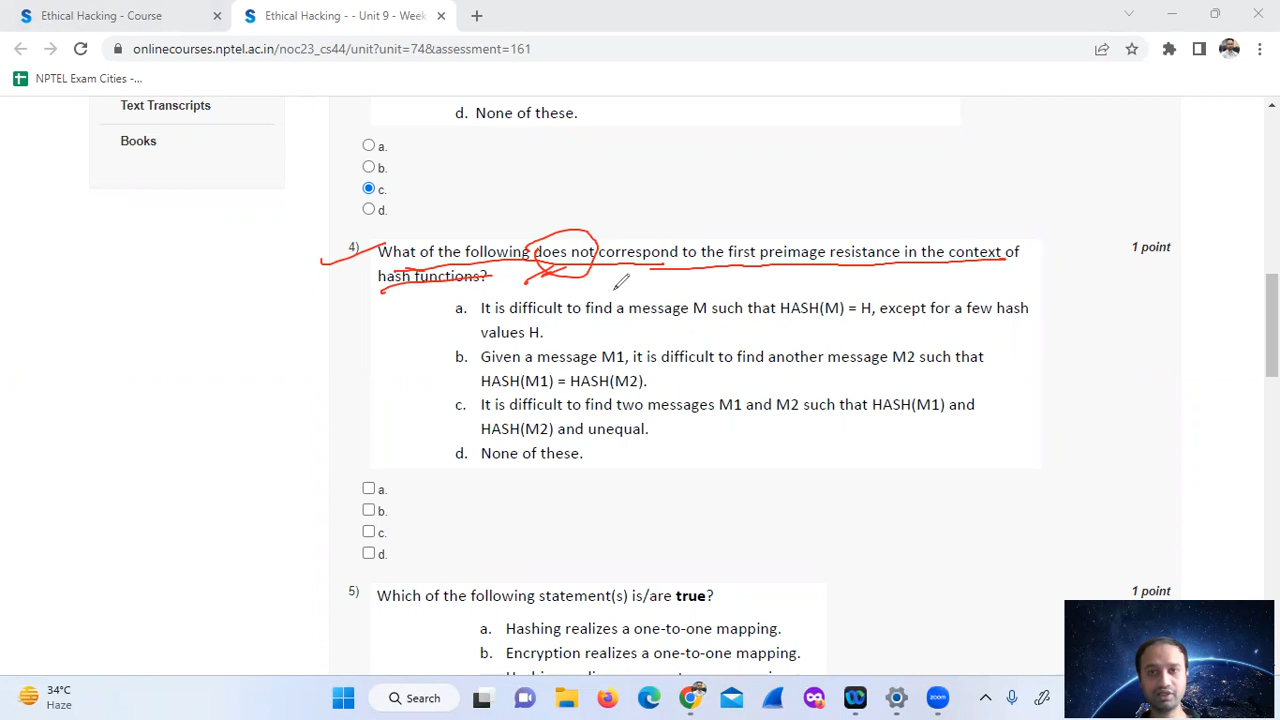 Ethical Hacking - Course
Ethical Hacking - - Unit 9 - Week
onlinecourses.nptel.ac.in/noc23_cs44/unit?unit=74&assessment=161
NPTEL Exam Cities -...
Text Transcripts
Books
d. None of these.
a.
b.
c.
d.
4) What of the following does not correspond to the first preimage resistance in the context of 1 point
hash functions?
a. It is difficult to find a message M such that HASH(M) = H, except for a few hash
values H.
b. Given a message M1, it is difficult to find another message M2 such that
HASH(M1) = HASH(M2).
c. It is difficult to find two messages M1 and M2 such that HASH(M1) and
HASH(M2) and unequal.
d. None of these.
a.
b.
c.
d.
5) Which of the following statement(s) is/are true? 1 point
a. Hashing realizes a one-to-one mapping.
b. Encryption realizes a one-to-one mapping.
34°C
Haze
Search
zoom